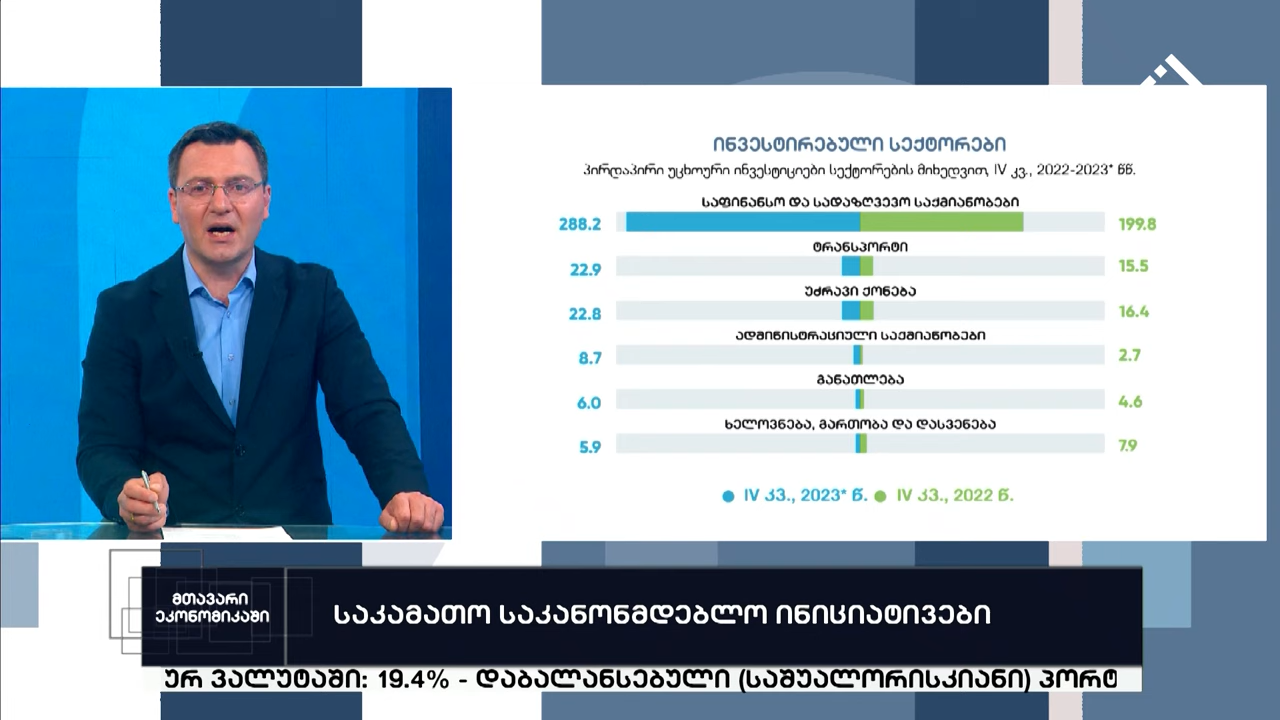 ინვესტირებული სექტორები
პირდაპირი უცხოური ინვესტიციები სექტორების მიხედვით, IV კვ., 2022-2023* წწ.
საფინანსო და სადაზღვევო საქმიანობები
288.2
199.8
ტრანსპორტი
22.9
15.5
უძრავი ქონება
22.8
16.4
ადმინისტრაციული საქმიანობები
8.7
2.7
განათლება
6.0
4.6
ხელოვნება, გართობა და დასვენება
5.9
7.9
IV კვ., 2023* წ. IV კვ., 2022 წ.
მთავარი
ეკონომიკაში
საკამათო საკანონმდებლო ინიციატივები
ურ ვალუტაში: 19.4% - დაბალანსებული (საშუალორისკიანი) პორტ